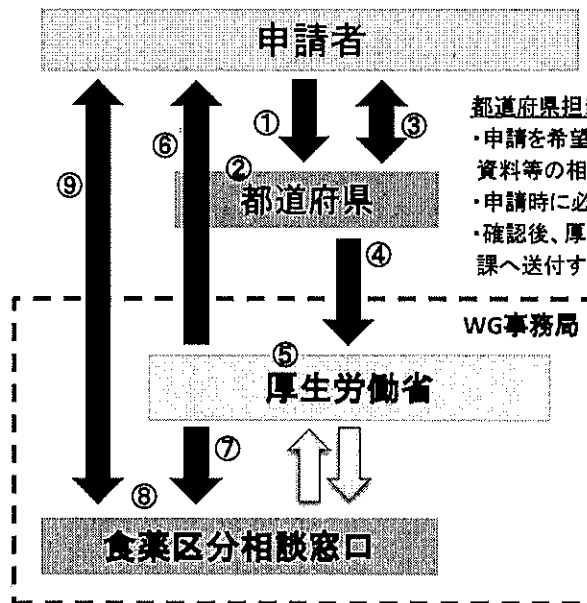 申請者
①
③
⑥
⑨
都道府県担
・申請を希望
資料等の相
・申請時に必
・確認後、厚
課へ送付す
②
都道府県
④
WG事務局
⑤
厚生労働省
⑦
⑧
食薬区分相談窓口